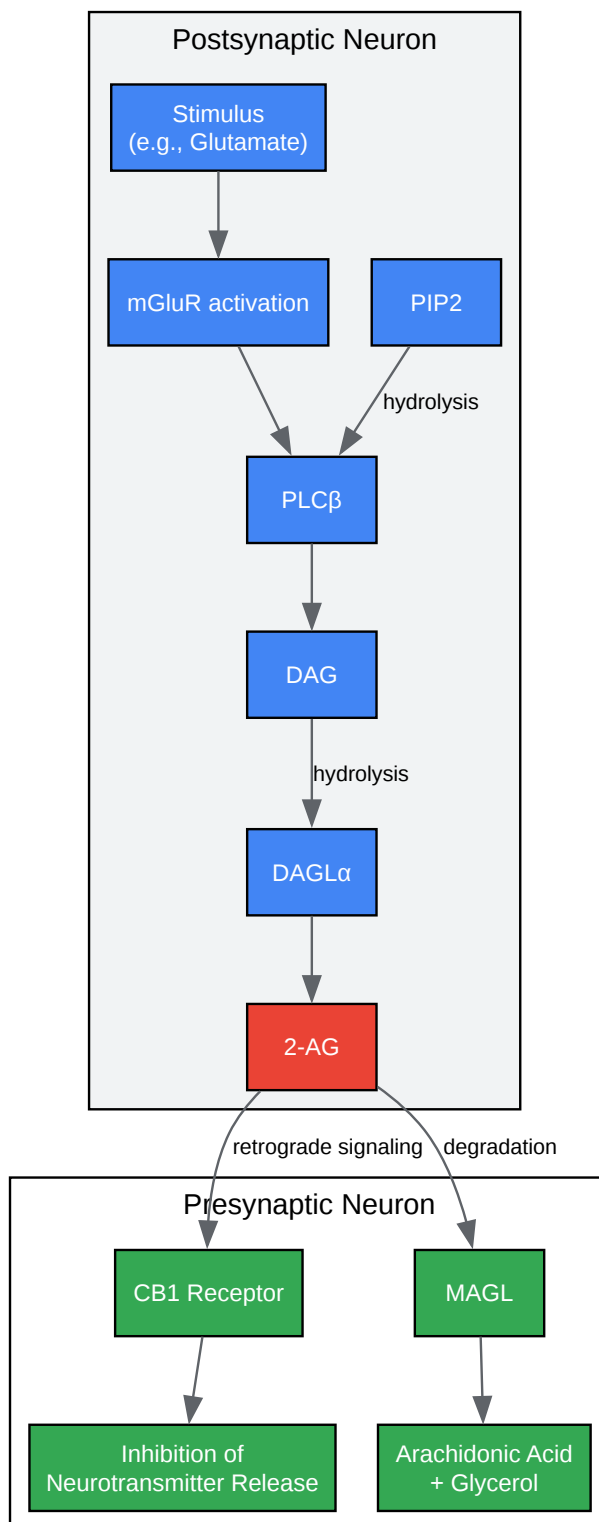 Postsynaptic Neuron
Stimulus
(e.g., Glutamate)
mGluR activation
PIP2
hydrolysis
PLCβ
DAG
hydrolysis
DAGLα
2-AG
retrograde signaling
degradation
Presynaptic Neuron
CB1 Receptor
MAGL
Inhibition of
Neurotransmitter Release
Arachidonic Acid
+ Glycerol